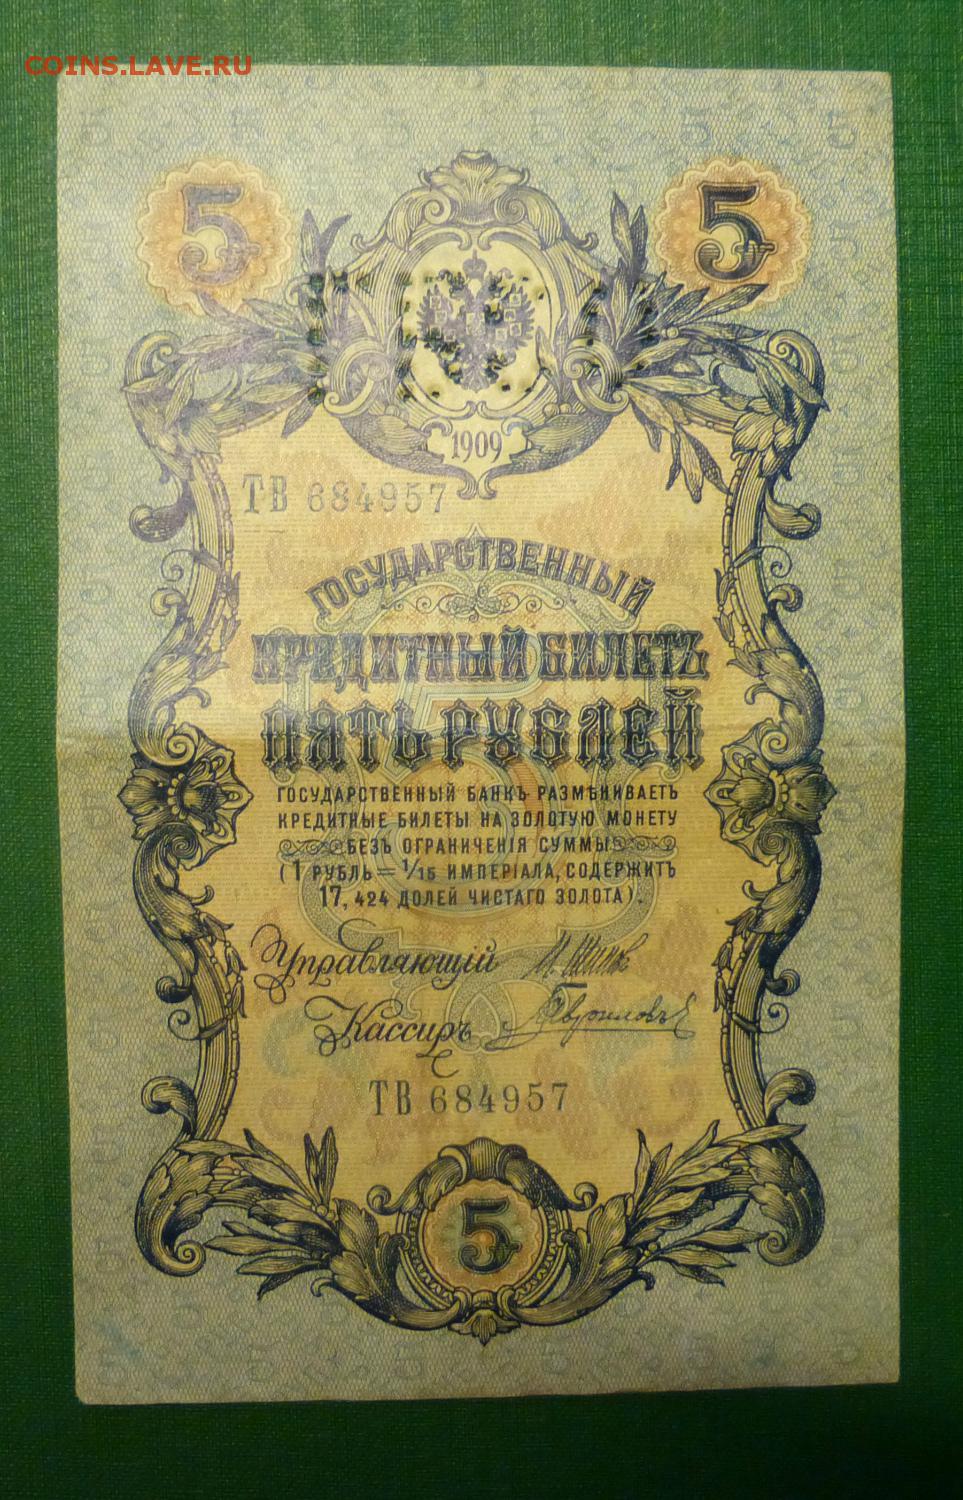 COINS.LAVE.RU
5 5
1909
ТВ 684957
ГОСУДАРСТВЕННЫЙ
КРЕДИТНЫЙ БИЛЕТЪ
ПЯТЬ РУБЛЕЙ
ГОСУДАРСТВЕННЫЙ БАНКЪ РАЗМѢНИВАЕТЪ
КРЕДИТНЫЕ БИЛЕТЫ НА ЗОЛОТУЮ МОНЕТУ
БЕЗЪ ОГРАНИЧЕНІЯ СУММЫ
(1 РУБЛЬ = 1/15 ИМПЕРІАЛА, СОДЕРЖИТЪ
17,424 ДОЛЕЙ ЧИСТАГО ЗОЛОТА).
Управляющій И. Шипов
Кассиръ Гавриловъ
ТВ 684957
5